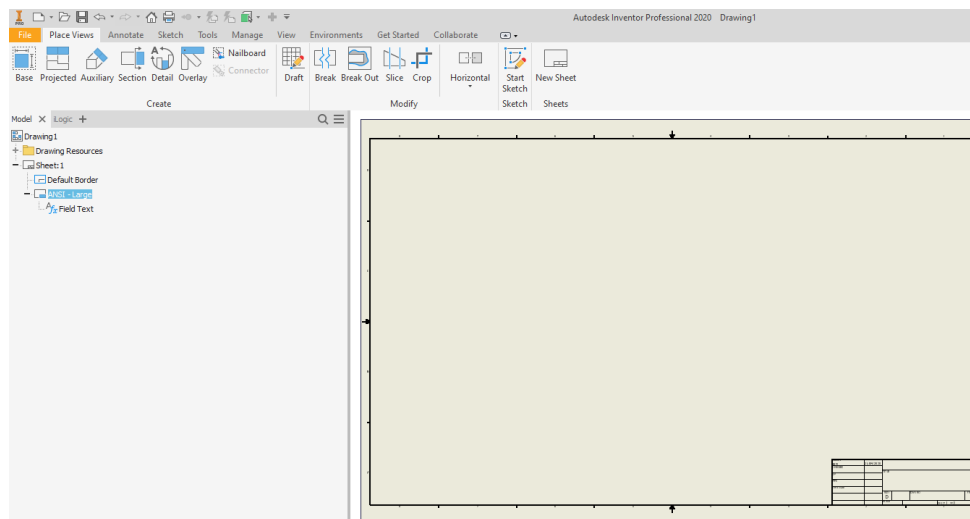 PRO
Autodesk Inventor Professional 2020 Drawing1
File Place Views Annotate Sketch Tools Manage View Environments Get Started Collaborate
Base Projected Auxiliary Section Detail Overlay
Nailboard
Connector
Draft
Break Break Out Slice Crop
Horizontal
Start
Sketch
New Sheet
Create Modify Sketch Sheets
Model Logic
Drawing1
Drawing Resources
Sheet:1
Default Border
ANSI - Large
Field Text